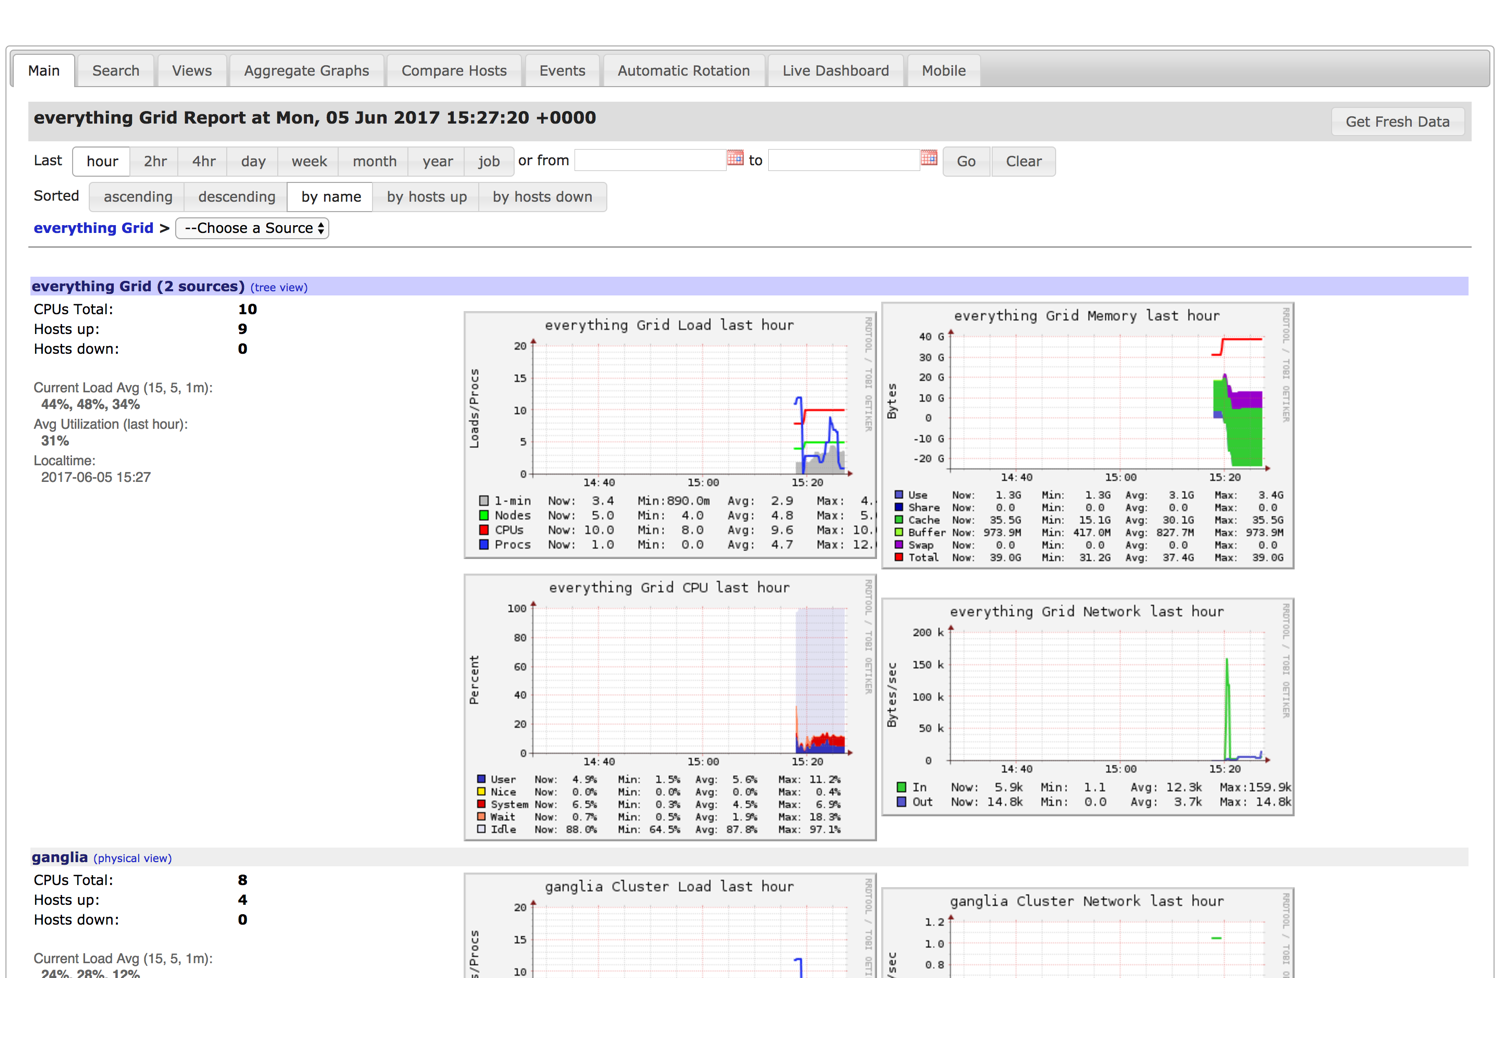 Main Search Views Aggregate Graphs Compare Hosts Events Automatic Rotation Live Dashboard Mobile
everything Grid Report at Mon, 05 Jun 2017 15:27:20 +0000 Get Fresh Data
Last hour 2hr 4hr day week month year job or from to Go Clear
Sorted ascending descending by name by hosts up by hosts down
everything Grid > --Choose a Source
everything Grid (2 sources) (tree view)
CPUs Total: 10
Hosts up: 9
Hosts down: 0
Current Load Avg (15, 5, 1m):
44%, 48%, 34%
Avg Utilization (last hour):
31%
Localtime:
2017-06-05 15:27
everything Grid Load last hour
RRDTOOL / TOBI OETIKER
Loads/Procs
20
15
10
5
0
14:40 15:00 15:20
1-min Now: 3.4 Min:890.0m Avg: 2.9 Max: 4.
Nodes Now: 5.0 Min: 4.0 Avg: 4.8 Max: 5.
CPUs Now: 10.0 Min: 8.0 Avg: 9.6 Max: 10.
Procs Now: 1.0 Min: 0.0 Avg: 4.7 Max: 12.
everything Grid Memory last hour
RRDTOOL / TOBI OETIKER
Bytes
40 G
30 G
20 G
10 G
0
-10 G
-20 G
14:40 15:00 15:20
Use Now: 1.3G Min: 1.3G Avg: 3.1G Max: 3.4G
Share Now: 0.0 Min: 0.0 Avg: 0.0 Max: 0.0
Cache Now: 35.5G Min: 15.1G Avg: 30.1G Max: 35.5G
Buffer Now: 973.9M Min: 417.0M Avg: 827.7M Max: 973.9M
Swap Now: 0.0 Min: 0.0 Avg: 0.0 Max: 0.0
Total Now: 39.0G Min: 31.2G Avg: 37.4G Max: 39.0G
everything Grid CPU last hour
RRDTOOL / TOBI OETIKER
Percent
100
80
60
40
20
0
14:40 15:00 15:20
User Now: 4.9% Min: 1.5% Avg: 5.6% Max: 11.2%
Nice Now: 0.0% Min: 0.0% Avg: 0.0% Max: 0.4%
System Now: 6.5% Min: 0.3% Avg: 4.5% Max: 6.9%
Wait Now: 0.7% Min: 0.5% Avg: 1.9% Max: 18.3%
Idle Now: 88.0% Min: 64.5% Avg: 87.8% Max: 97.1%
everything Grid Network last hour
RRDTOOL / TOBI OETIKER
Bytes/sec
200 k
150 k
100 k
50 k
0
14:40 15:00 15:20
In Now: 5.9k Min: 1.1 Avg: 12.3k Max:159.9k
Out Now: 14.8k Min: 0.0 Avg: 3.7k Max: 14.8k
ganglia (physical view)
CPUs Total: 8
Hosts up: 4
Hosts down: 0
Current Load Avg (15, 5, 1m):
24%, 28%, 12%
ganglia Cluster Load last hour
RRDTOOL / TOBI OETI
s/Procs
20
15
10
ganglia Cluster Network last hour
RRDTOOL / TOBI
/sec
1.2
1.0
0.8